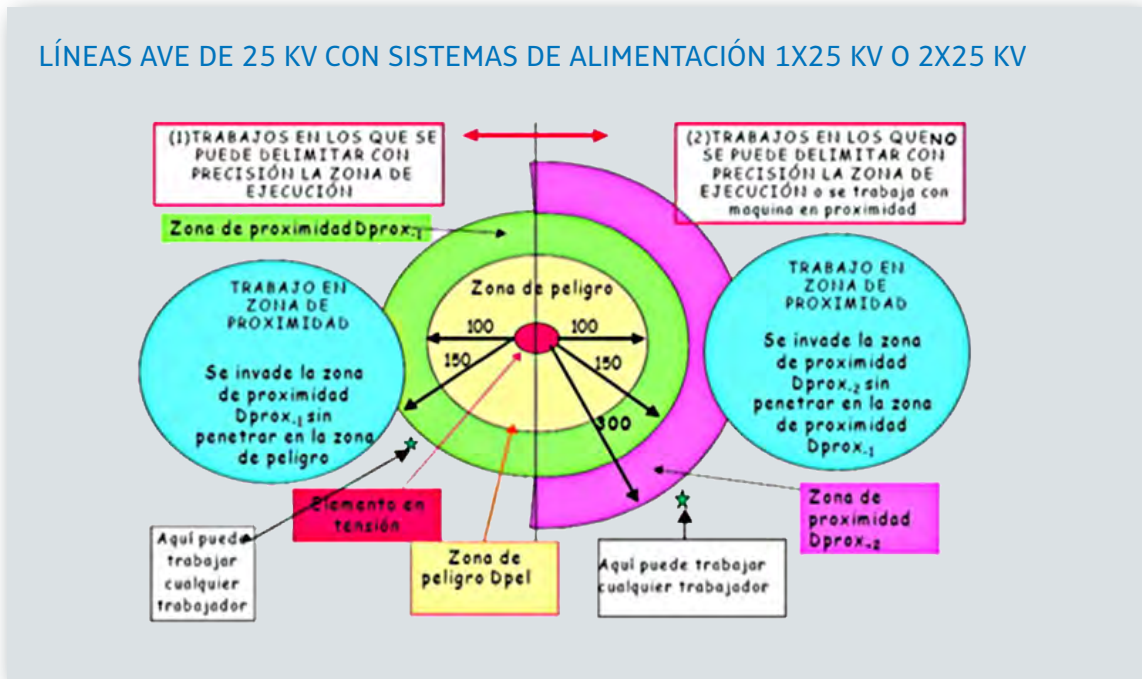 LÍNEAS AVE DE 25 KV CON SISTEMAS DE ALIMENTACIÓN 1X25 KV O 2X25 KV
(1)TRABAJOS EN LOS QUE SE
PUEDE DELIMITAR CON
PRECISIÓN LA ZONA DE
EJECUCIÓN
(2)TRABAJOS EN LOS QUE NO
SE PUEDE DELIMITAR CON
PRECISIÓN LA ZONA DE
EJECUCIÓN o se trabaja con
maquina en proximidad
Zona de proximidad Dprox.1
TRABAJO EN
ZONA DE
PROXIMIDAD
Se invade la zona
de proximidad
Dprox.1 sin
penetrar en la zona
de peligro
Zona de peligro
100
100
150
150
300
TRABAJO EN
ZONA DE
PROXIMIDAD
Se invade la zona
de proximidad
Dprox.2 sin
penetrar en la zona
de proximidad
Dprox.1
Elemento en
tensión
Zona de
proximidad
Dprox.2
Aquí puede
trabajar
cualquier
trabajador
Zona de
peligro Dpel
Aquí puede trabajar
cualquier trabajador